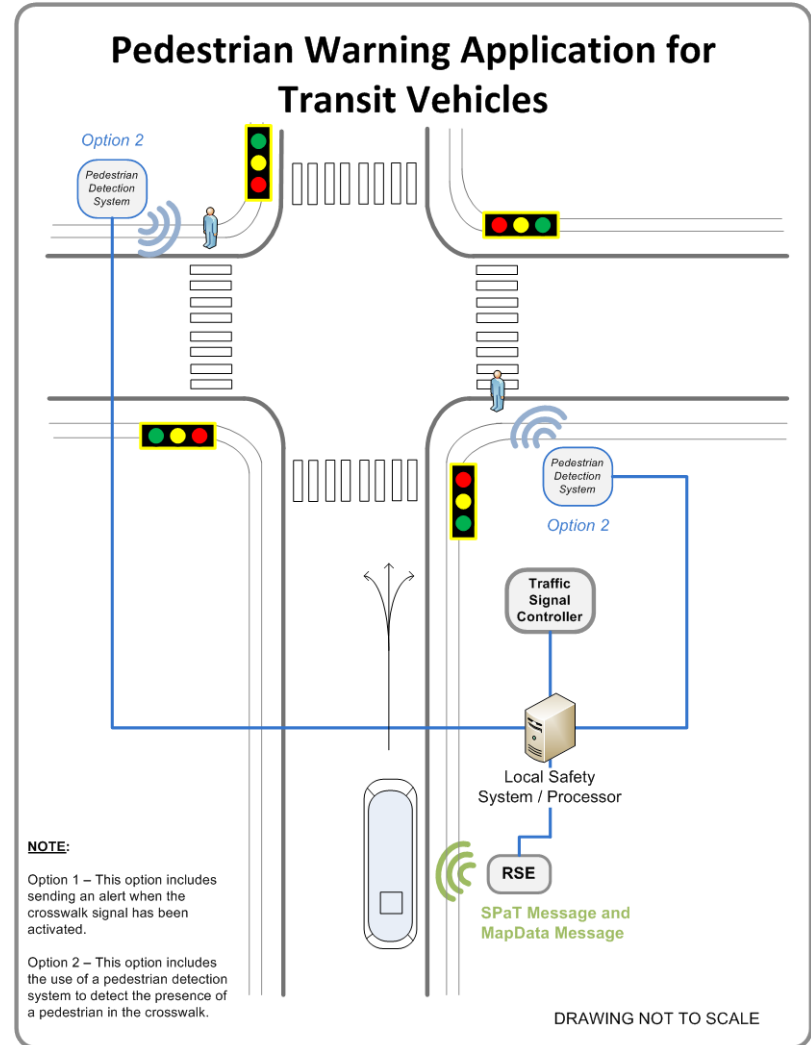 Pedestrian Warning Application for
Transit Vehicles
Option 2
Pedestrian
Detection
System
Pedestrian
Detection
System
Option 2
Traffic
Signal
Controller
Local Safety
System / Processor
RSE
SPaT Message and
MapData Message
NOTE:
Option 1 – This option includes
sending an alert when the
crosswalk signal has been
activated.
Option 2 – This option includes
the use of a pedestrian detection
system to detect the presence of
a pedestrian in the crosswalk.
DRAWING NOT TO SCALE